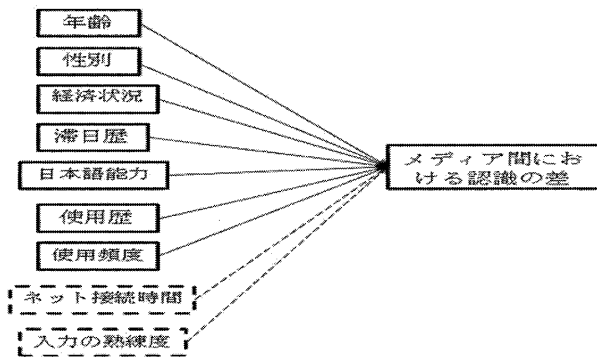 年齢
性別
経済状況
滞日歴
日本語能力
使用歴
使用頻度
ネット接続時間
入力の熟練度
メディア間にお
ける認識の差